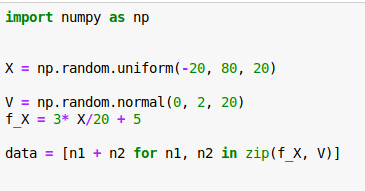 import numpy as np
X = np.random.uniform(-20, 80, 20)
V = np.random.normal(0, 2, 20)
f_X = 3* X/20 + 5
data = [n1 + n2 for n1, n2 in zip(f_X, V)]